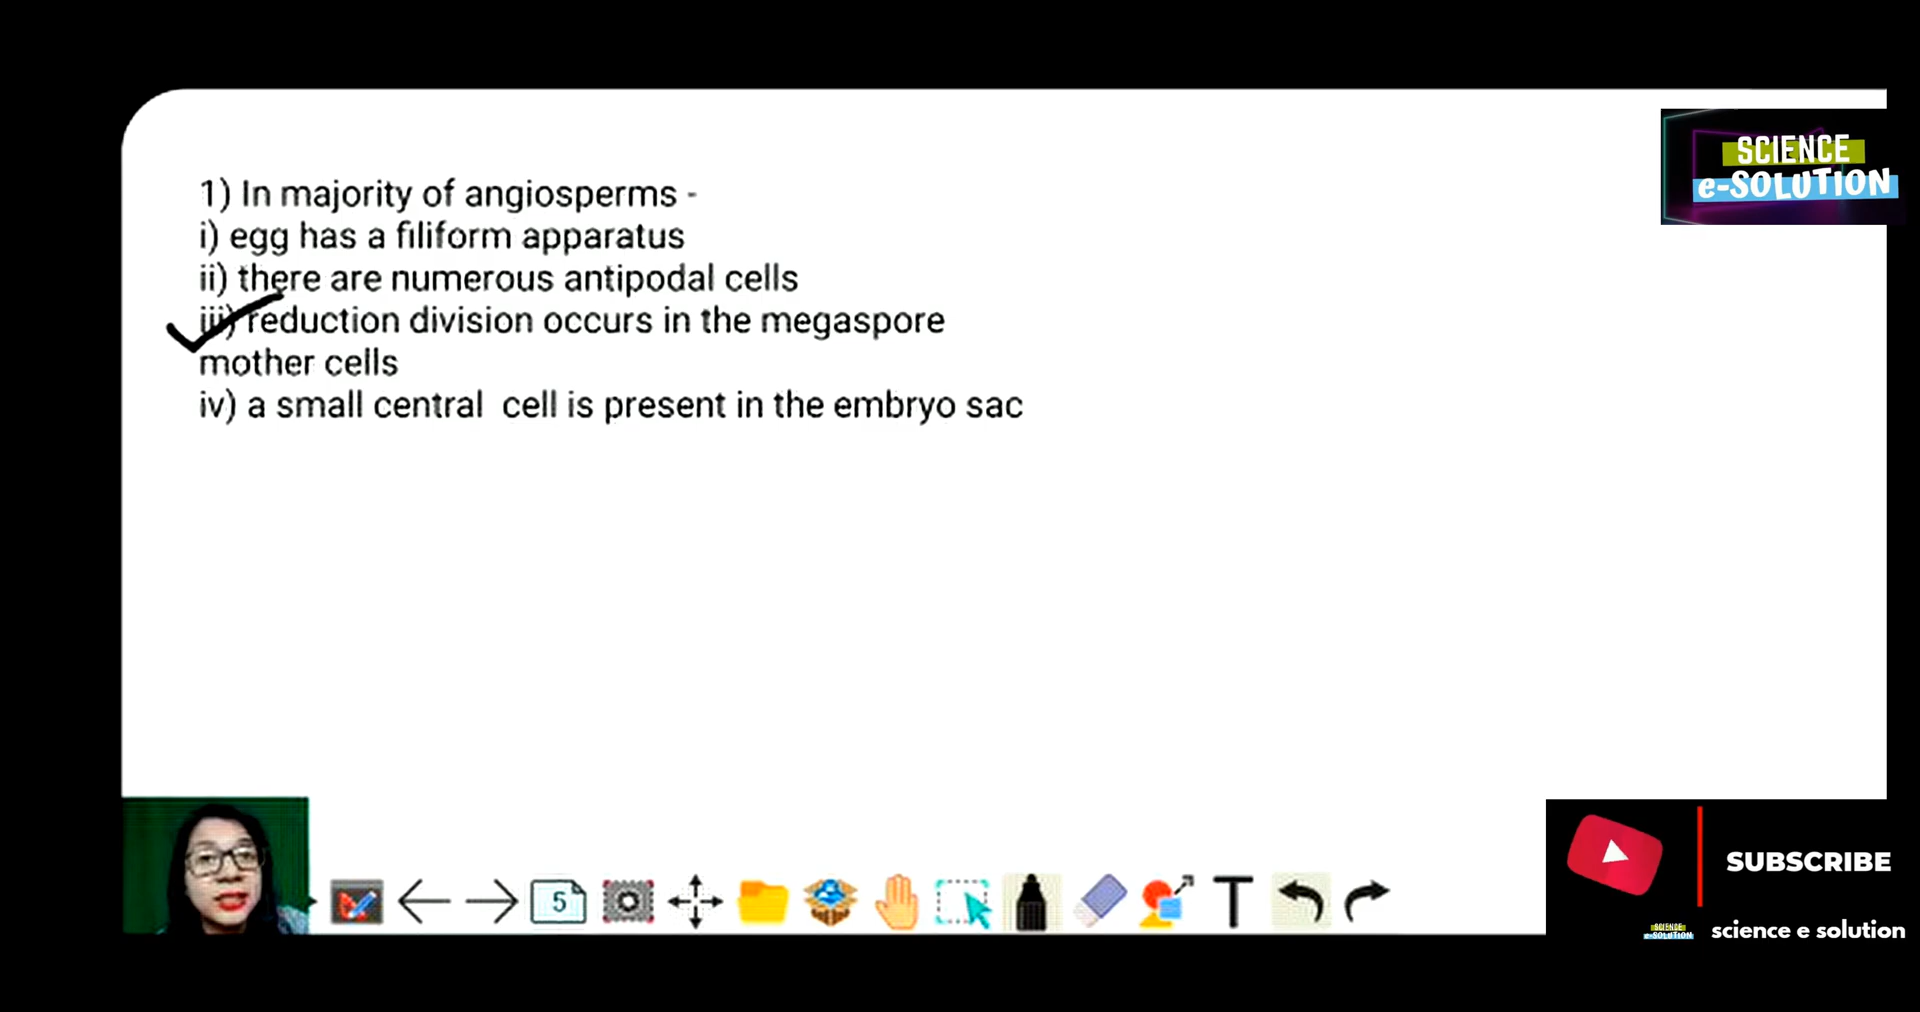 SCIENCE
e-SOLUTION
1) In majority of angiosperms -
i) egg has a filiform apparatus
ii) there are numerous antipodal cells
iii) reduction division occurs in the megaspore
mother cells
iv) a small central cell is present in the embryo sac
5
T
SUBSCRIBE
SCIENCE
e-SOLUTION
science e solution